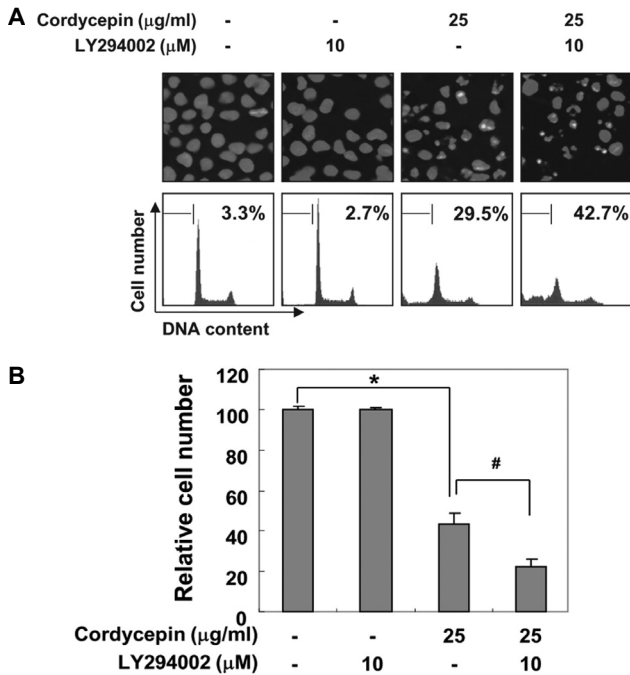 A
Cordycepin (μg/ml) - - 25 25
LY294002 (μM) - 10 - 10
Cell number
3.3% 2.7% 29.5% 42.7%
DNA content
B
Relative cell number
120
100
80
60
40
20
0
*
#
Cordycepin (μg/ml) - - 25 25
LY294002 (μM) - 10 - 10